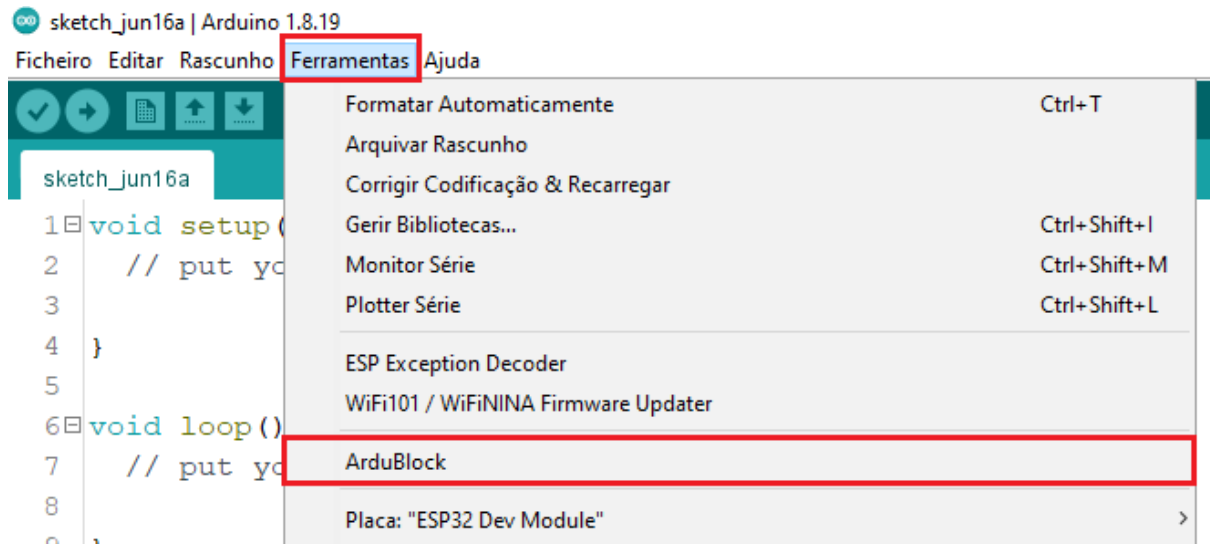 sketch_jun16a | Arduino 1.8.19
Ficheiro Editar Rascunho Ferramentas Ajuda
Formatar Automaticamente Ctrl+T
Arquivar Rascunho
sketch_jun16a
Corrigir Codificação & Recarregar
1 void setup(
Gerir Bibliotecas... Ctrl+Shift+I
2 // put yo
Monitor Série Ctrl+Shift+M
3
Plotter Série Ctrl+Shift+L
4 }
ESP Exception Decoder
5
WiFi101 / WiFiNINA Firmware Updater
6 void loop()
7 // put yo
ArduBlock
8
Placa: "ESP32 Dev Module" >